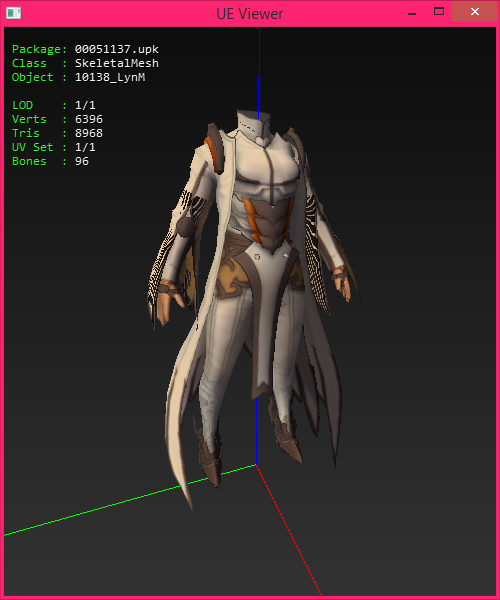 UE Viewer
Package: 00051137.upk
Class : SkeletalMesh
Object : 10138_LynM
LOD : 1/1
Verts : 6396
Tris : 8968
UV Set : 1/1
Bones : 96